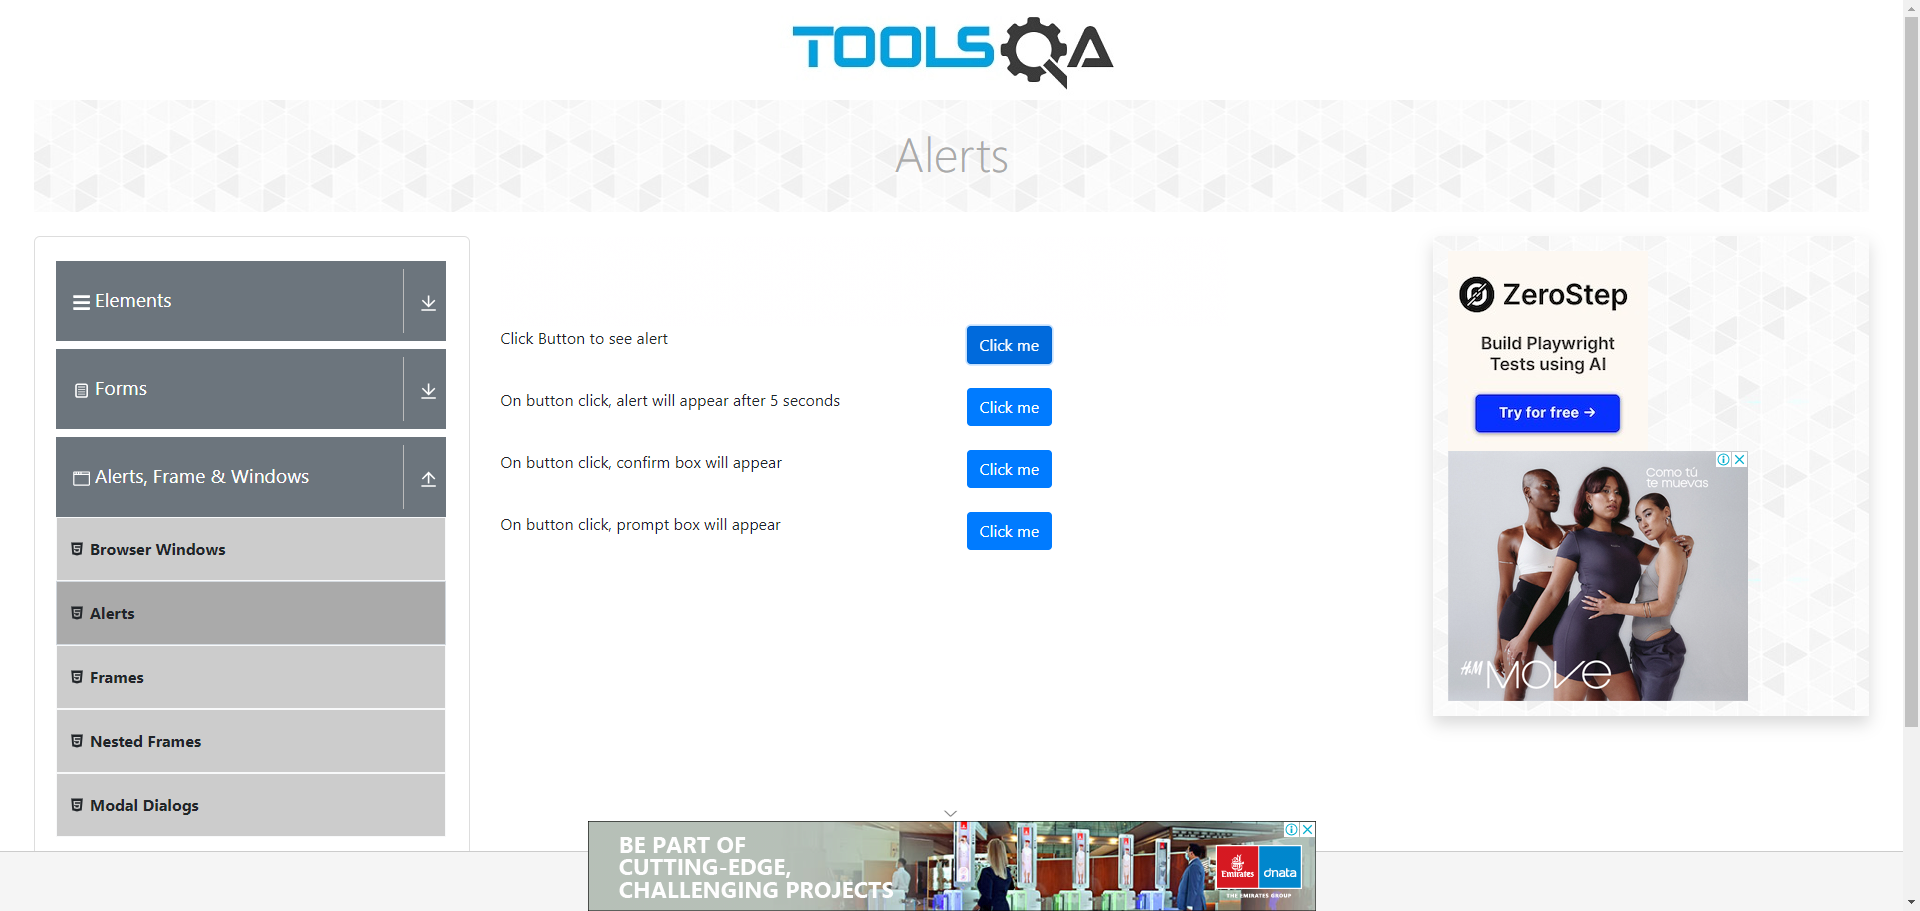 TOOLSQA
Alerts
Elements
Forms
Alerts, Frame & Windows
Browser Windows
Alerts
Frames
Nested Frames
Modal Dialogs
Click Button to see alert
Click me
On button click, alert will appear after 5 seconds
Click me
On button click, confirm box will appear
Click me
On button click, prompt box will appear
Click me
ZeroStep
Build Playwright
Tests using AI
Try for free →
Como tú
te mueves
H&M MOVE
BE PART OF
CUTTING-EDGE,
CHALLENGING PROJECTS
Emirates
dnata
THE EMIRATES GROUP